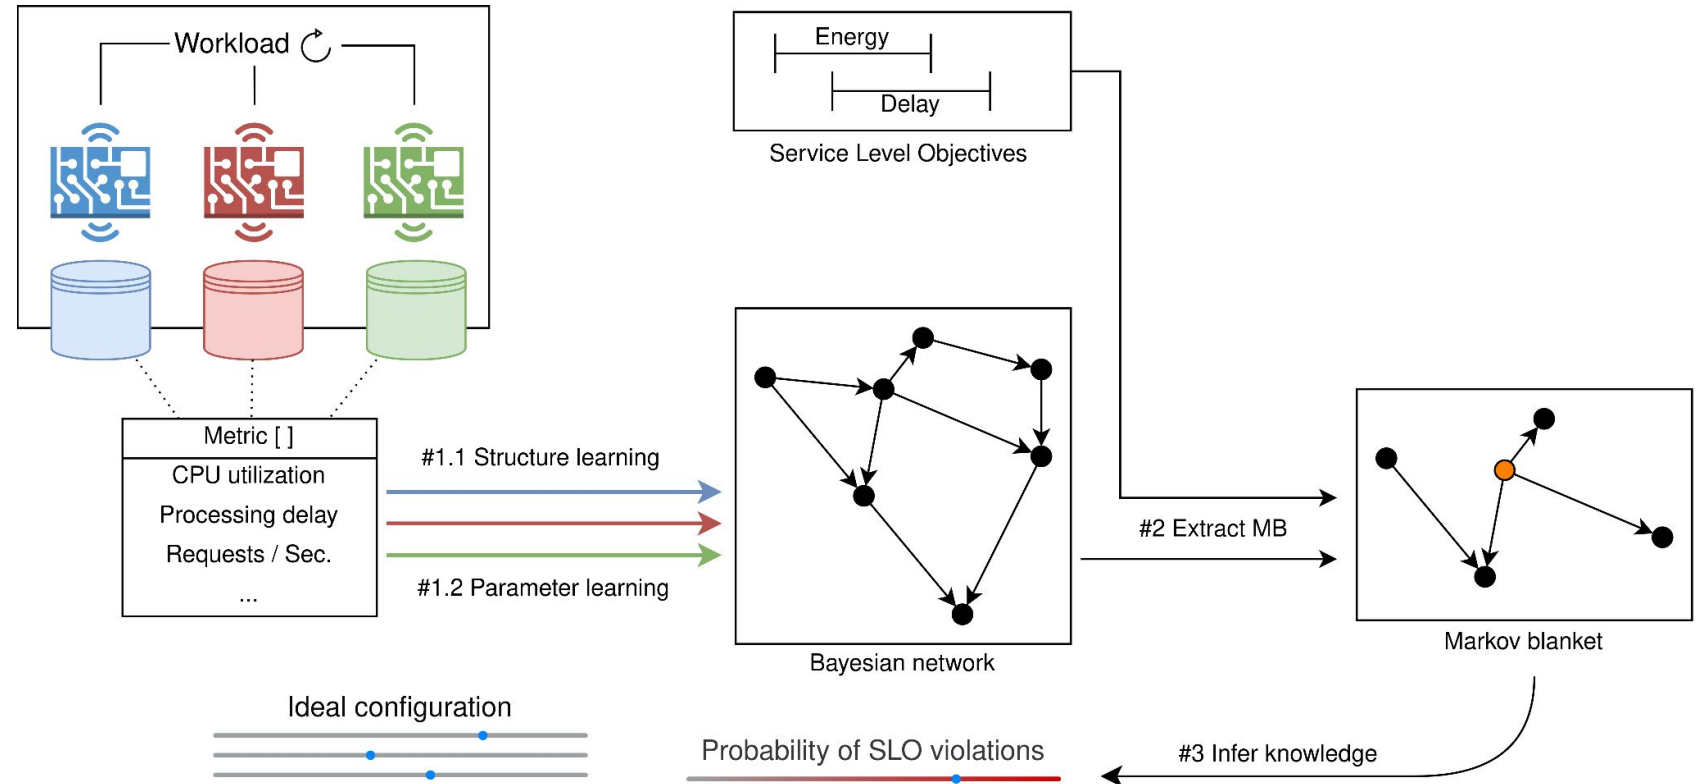 Workload
Energy
Delay
Service Level Objectives
Metric [ ]
CPU utilization
Processing delay
Requests / Sec.
...
#1.1 Structure learning
#1.2 Parameter learning
Bayesian network
#2 Extract MB
Markov blanket
#3 Infer knowledge
Probability of SLO violations
Ideal configuration